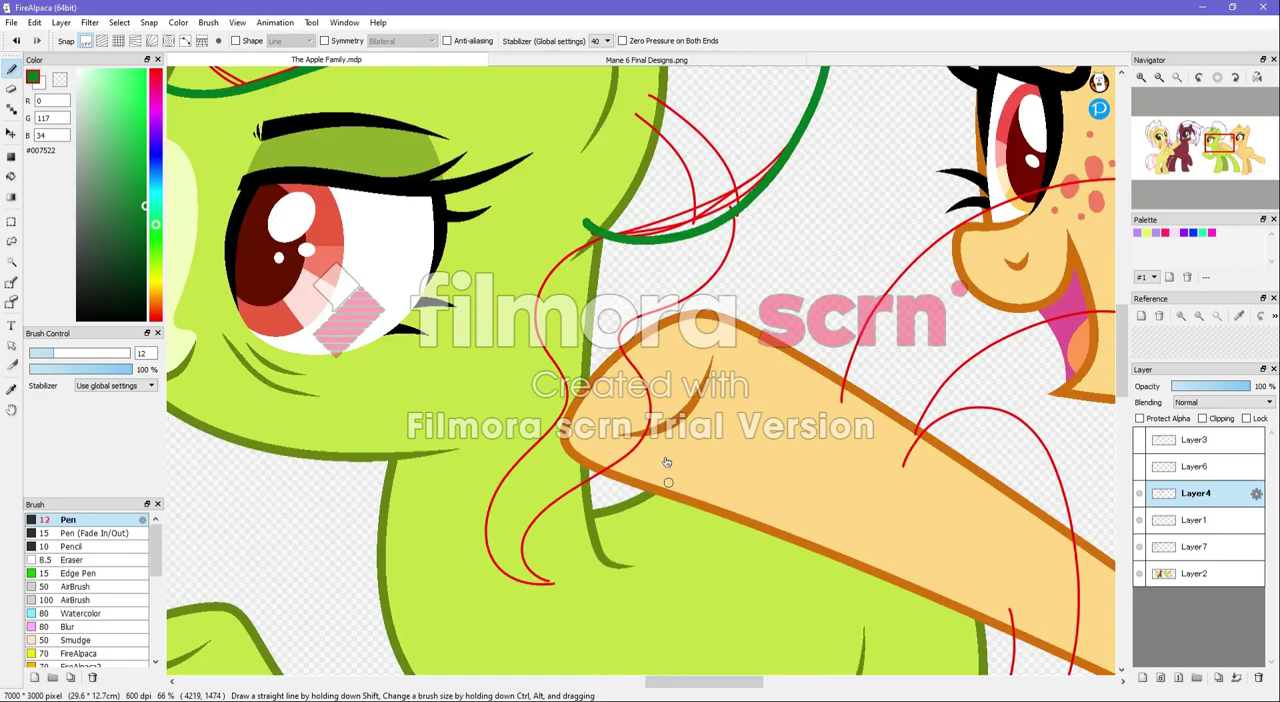 FireAlpaca (64bit)
File Edit Layer Filter Select Snap Color Brush View Animation Tool Window Help
Snap OFF Shape Line Symmetry Bilateral Anti-aliasing Stabilizer (Global settings) 40 Zero Pressure on Both Ends
Color The Apple Family.mdp Mane 6 Final Designs.png Navigator
R 0
G 117
B 34
#007522
Palette
#1 ---
Reference
Brush Control
12
100 %
Stabilizer Use global settings
Layer
Opacity 100 %
Blending Normal
Protect Alpha Clipping Lock
Layer3
Layer6
Layer4
Layer1
Layer7
Layer2
filmora scrn
Created with
Filmora scrn Trial Version
Brush
12 Pen
15 Pen (Fade In/Out)
10 Pencil
8.5 Eraser
15 Edge Pen
50 AirBrush
100 AirBrush
80 Watercolor
80 Blur
50 Smudge
70 FireAlpaca
70 FireAlpaca2
7000 * 3000 pixel (29.6 * 12.7cm) 600 dpi 66 % ( 4219, 1474 ) Draw a straight line by holding down Shift, Change a brush size by holding down Ctrl, Alt, and dragging